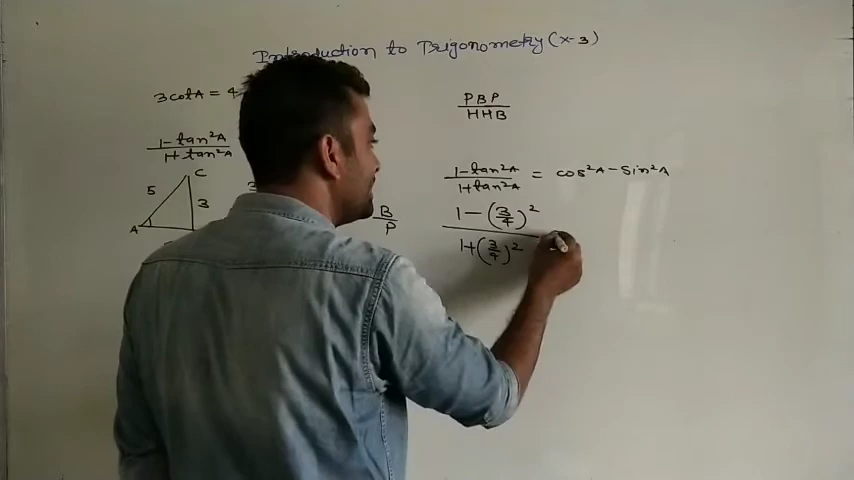 Introduction to Trigonometry (X-3)
3cotA = 4
PBP
HHB
1-tan²A
1+tan²A
1-tan²A
1+tan²A = cos²A-Sin²A
C
5
3
A
B
P
1-(3/4)²
1+(3/4)²